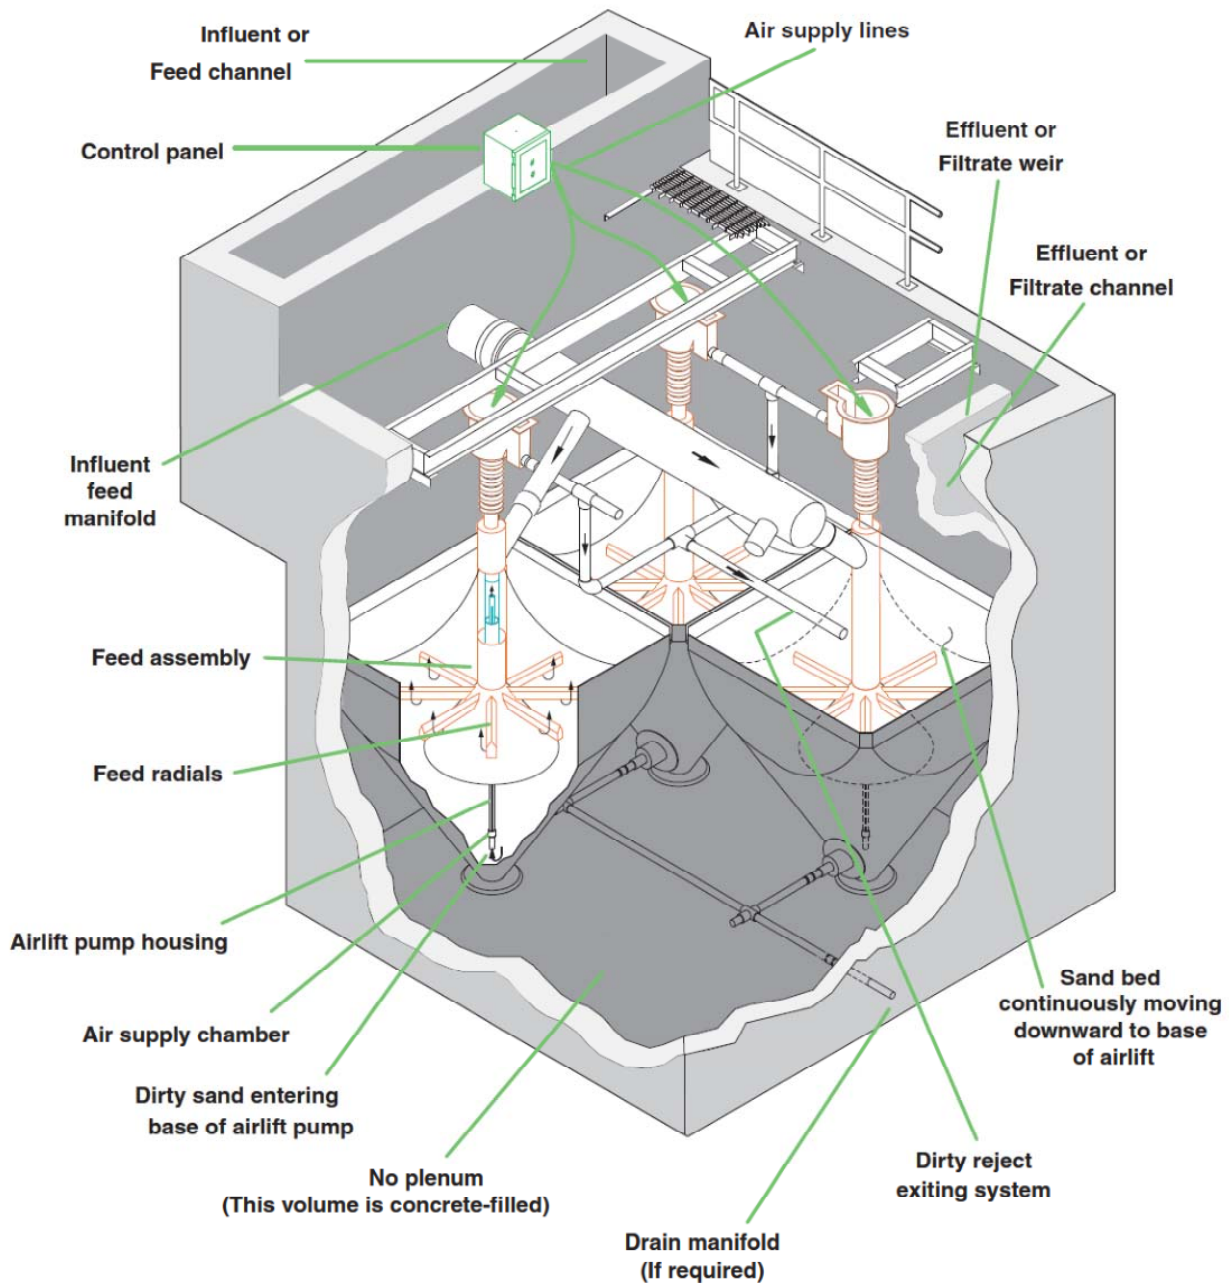 Influent or
Feed channel
Air supply lines
Control panel
Effluent or
Filtrate weir
Effluent or
Filtrate channel
Influent
feed
manifold
Feed assembly
Feed radials
Airlift pump housing
Air supply chamber
Dirty sand entering
base of airlift pump
No plenum
(This volume is concrete-filled)
Drain manifold
(If required)
Dirty reject
exiting system
Sand bed
continuously moving
downward to base
of airlift